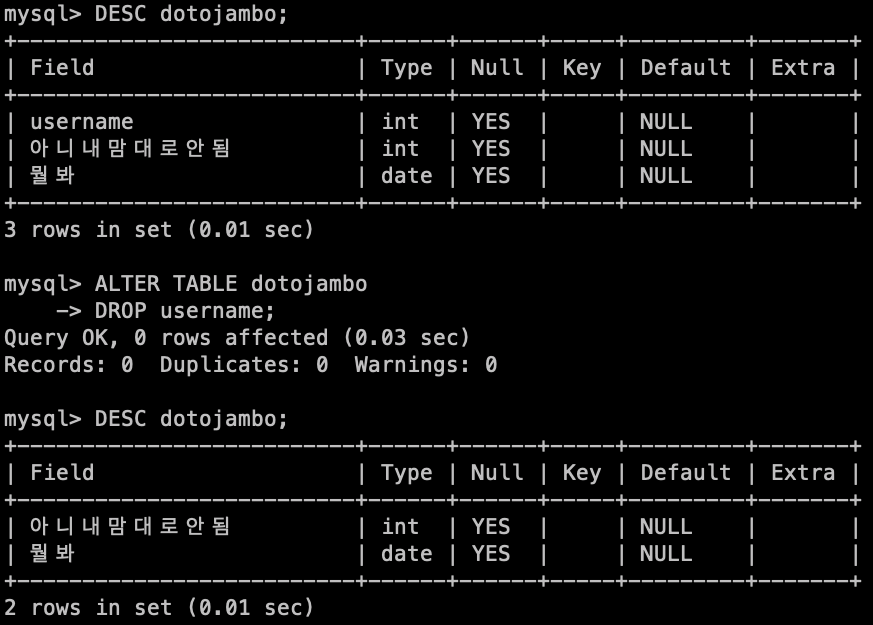 mysql> DESC dotojambo;
+--------------------------+------+------+-----+---------+-------+
| Field                    | Type | Null | Key | Default | Extra |
+--------------------------+------+------+-----+---------+-------+
| username                 | int  | YES  |     | NULL    |       |
| 아니내맘대로안됨 | int  | YES  |     | NULL    |       |
| 뭘봐 | date | YES  |     | NULL    |       |
+--------------------------+------+------+-----+---------+-------+
3 rows in set (0.01 sec)
mysql> ALTER TABLE dotojambo
    -> DROP username;
Query OK, 0 rows affected (0.03 sec)
Records: 0  Duplicates: 0  Warnings: 0
mysql> DESC dotojambo;
+--------------------------+------+------+-----+---------+-------+
| Field                    | Type | Null | Key | Default | Extra |
+--------------------------+------+------+-----+---------+-------+
| 아니내맘대로안됨 | int  | YES  |     | NULL    |       |
| 뭘봐 | date | YES  |     | NULL    |       |
+--------------------------+------+------+-----+---------+-------+
2 rows in set (0.01 sec)